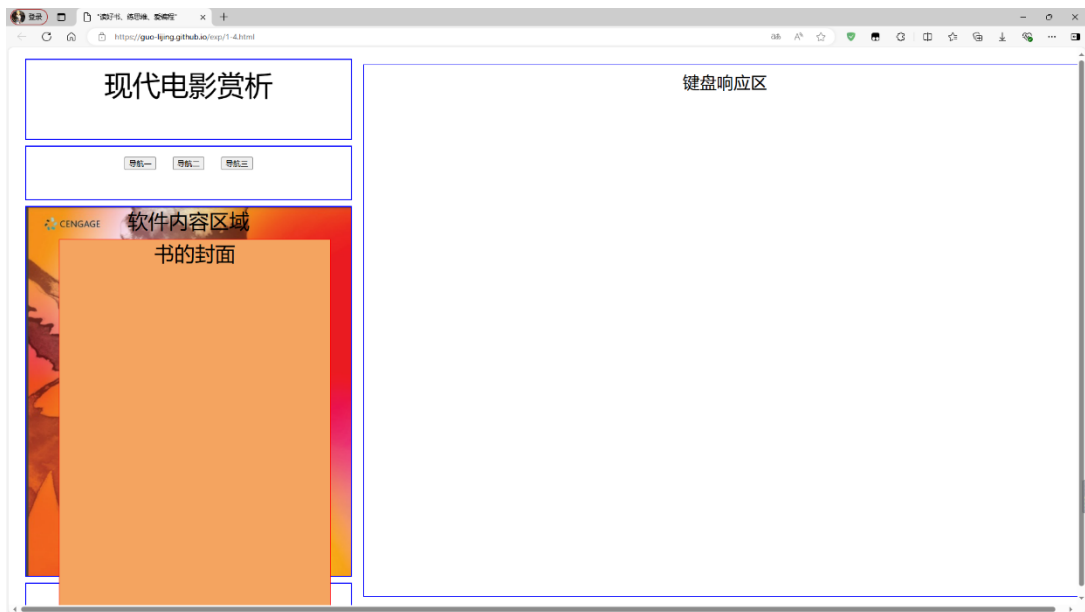 登录
"读好书、练思维、爱编程"
https://guo-lijing.github.io/exp/1-4.html
现代电影赏析
导航一 导航二 导航三
CENGAGE
软件内容区域
书的封面
键盘响应区